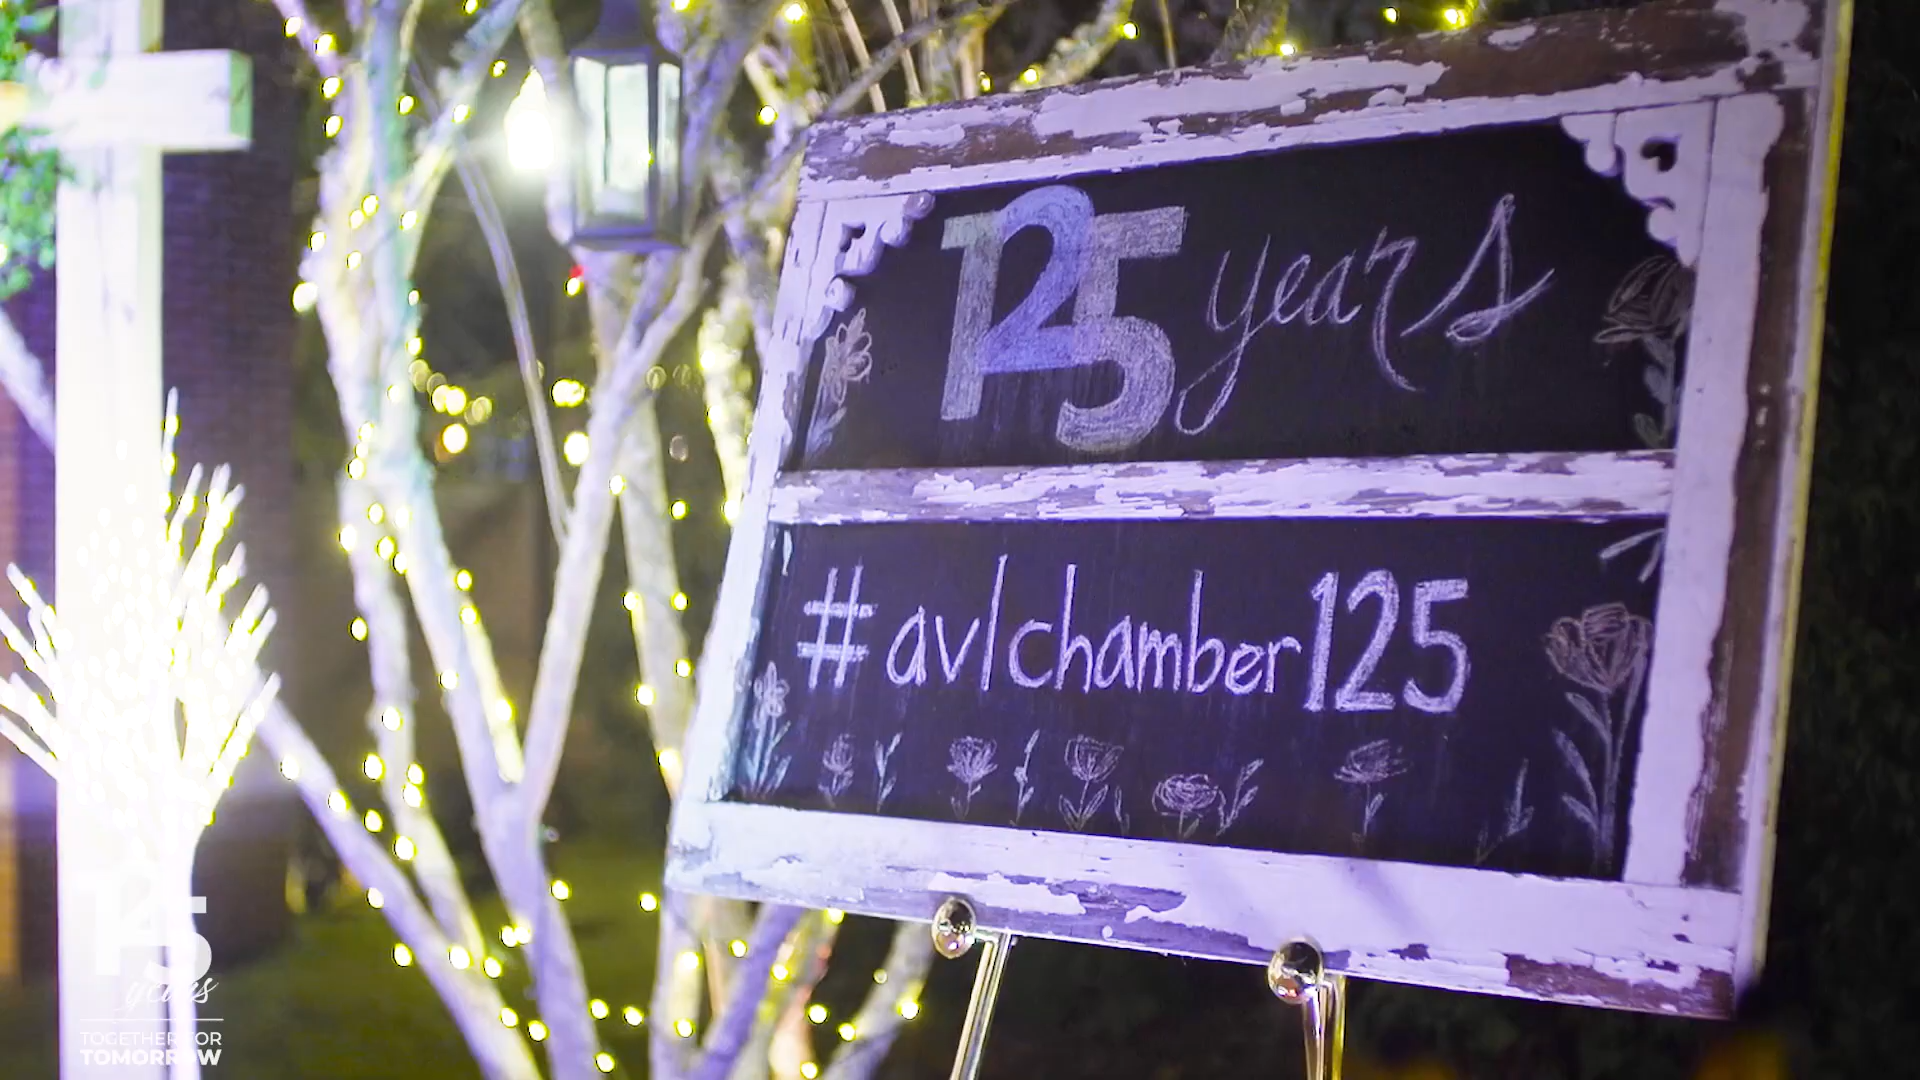 125 years
#avlchamber125
125
years
TOGETHER FOR
TOMORROW